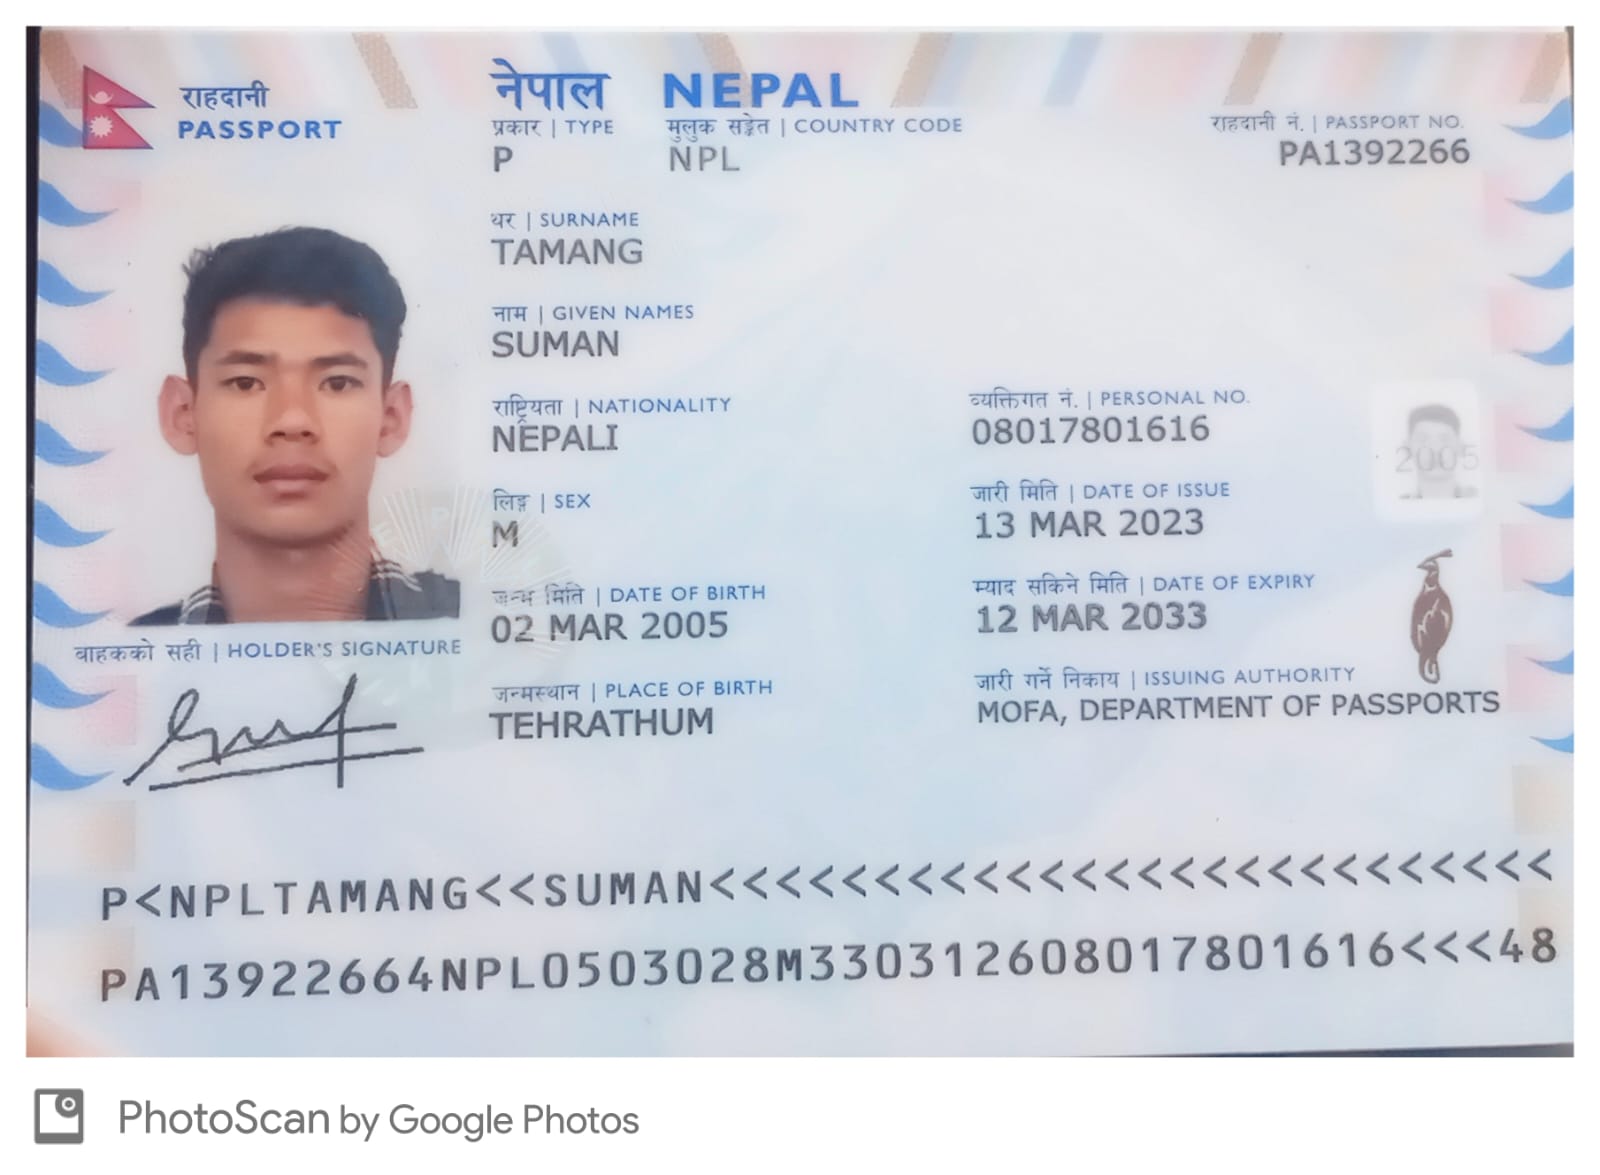 राहदानी
PASSPORT
नेपाल NEPAL
प्रकार | TYPE मुलुक सङ्केत | COUNTRY CODE राहदानी नं. | PASSPORT NO.
P NPL PA1392266
थर | SURNAME
TAMANG
नाम | GIVEN NAMES
SUMAN
राष्ट्रियता | NATIONALITY व्यक्तिगत नं. | PERSONAL NO.
NEPALI 08017801616
2005
लिङ्ग | SEX जारी मिति | DATE OF ISSUE
M 13 MAR 2023
जन्म मिति | DATE OF BIRTH म्याद सकिने मिति | DATE OF EXPIRY
02 MAR 2005 12 MAR 2033
वाहकको सही | HOLDER'S SIGNATURE
जन्मस्थान | PLACE OF BIRTH जारी गर्ने निकाय | ISSUING AUTHORITY
TEHRATHUM MOFA, DEPARTMENT OF PASSPORTS
P<NPLTAMANG<<SUMAN<<<<<<<<<<<<<<<<<<<<<<<<<<
PA13922664NPL0503028M330312608017801616<<<48
PhotoScan by Google Photos